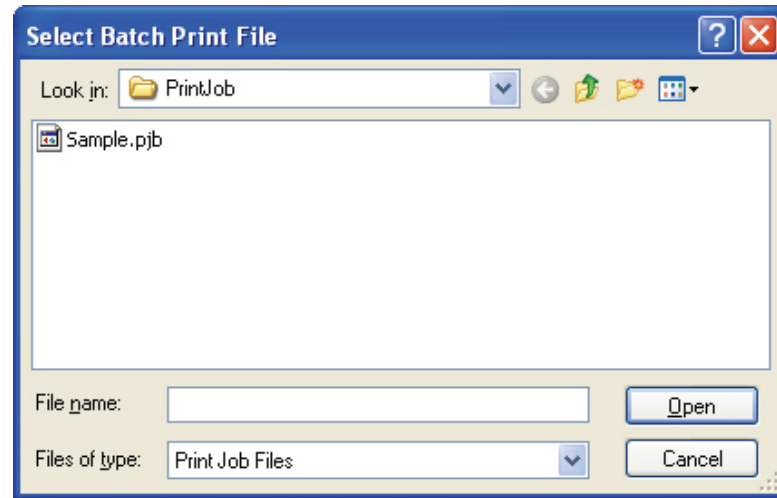 Select Batch Print File
Look in: PrintJob
Sample.pjb
File name:
Open
Files of type: Print Job Files
Cancel